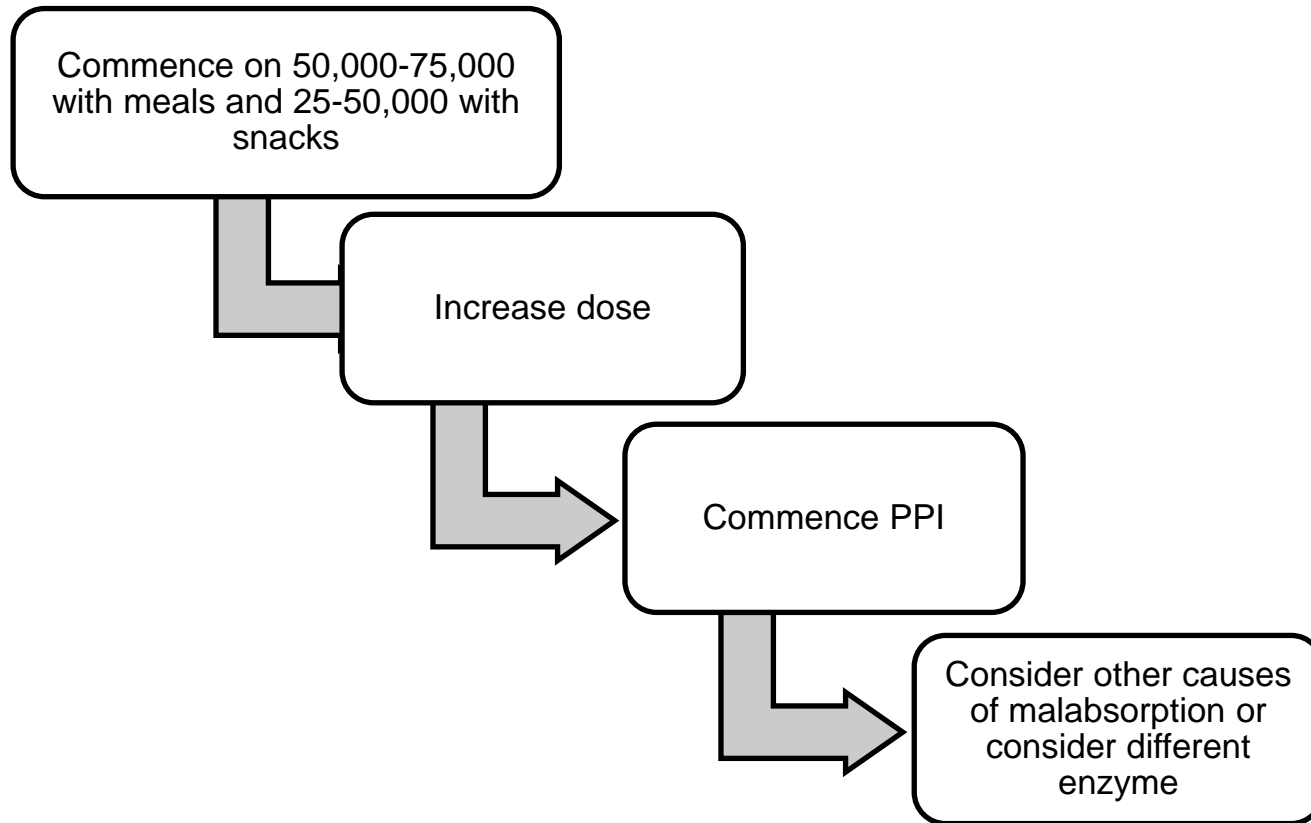 Commence on 50,000-75,000
with meals and 25-50,000 with
snacks
Increase dose
Commence PPI
Consider other causes
of malabsorption or
consider different
enzyme